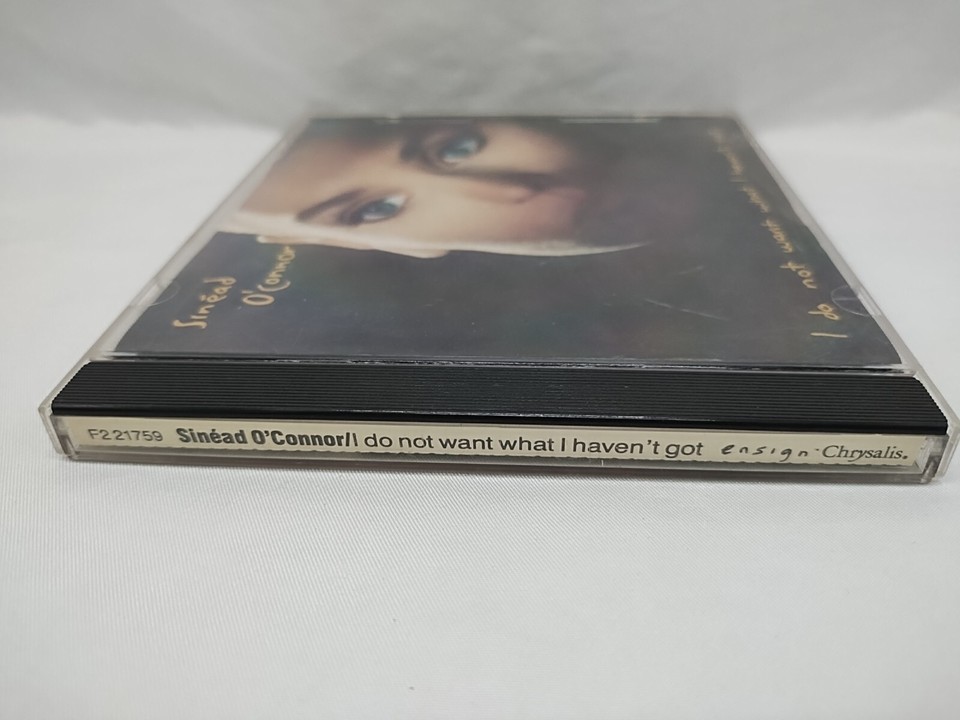 Sinéad
O'Connor
I do not want what I haven't got
F2 21759 Sinéad O'Connor/I do not want what I haven't got ensign Chrysalis.